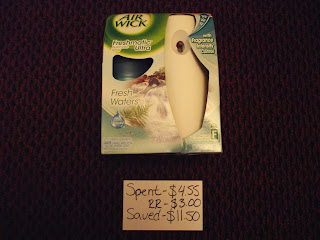 AIR
WICK
Freshmatic
ultra
with
Fragrance
Intensity
Control
Fresh
Waters
Spent-$4.55
RR-$3.00
Saved-$11.50